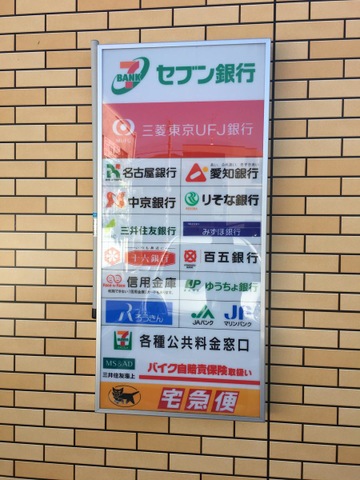 7 BANK セブン銀行
MUFG 三菱東京UFJ銀行
名古屋銀行 愛知銀行
中京銀行 りそな銀行
三井住友銀行 みずほ銀行
十六銀行 百五銀行
信用金庫 ゆうちょ銀行
ろうきん JAバンク JFマリンバンク
各種公共料金窓口
MS&AD 三井住友海上 バイク自賠責保険取扱い
宅急便